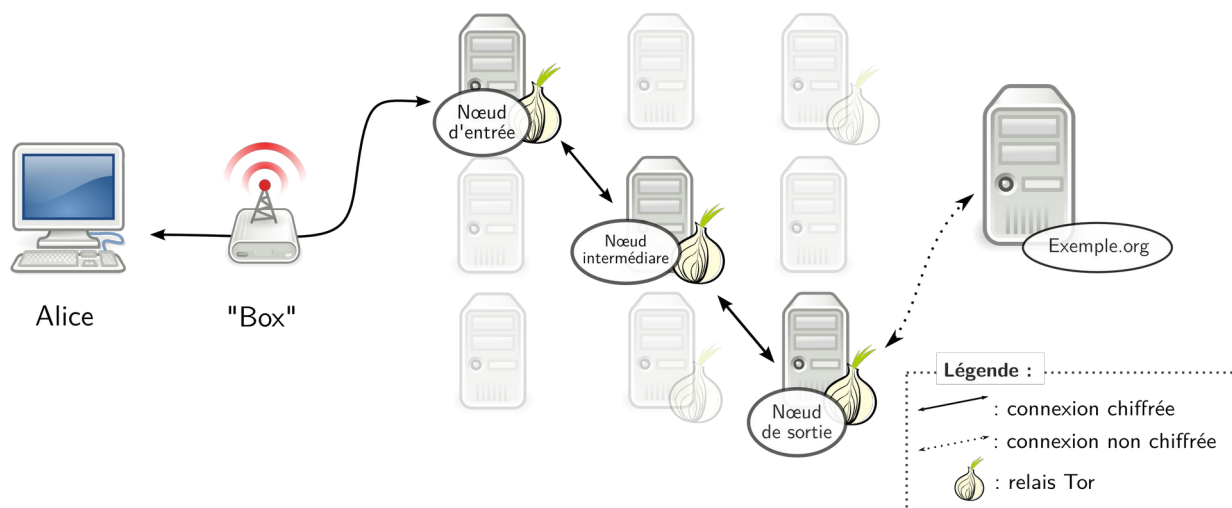 Nœud
d'entrée
Nœud
intermédiare
Nœud
de sortie
Exemple.org
Alice
"Box"
Légende :
: connexion chiffrée
: connexion non chiffrée
: relais Tor